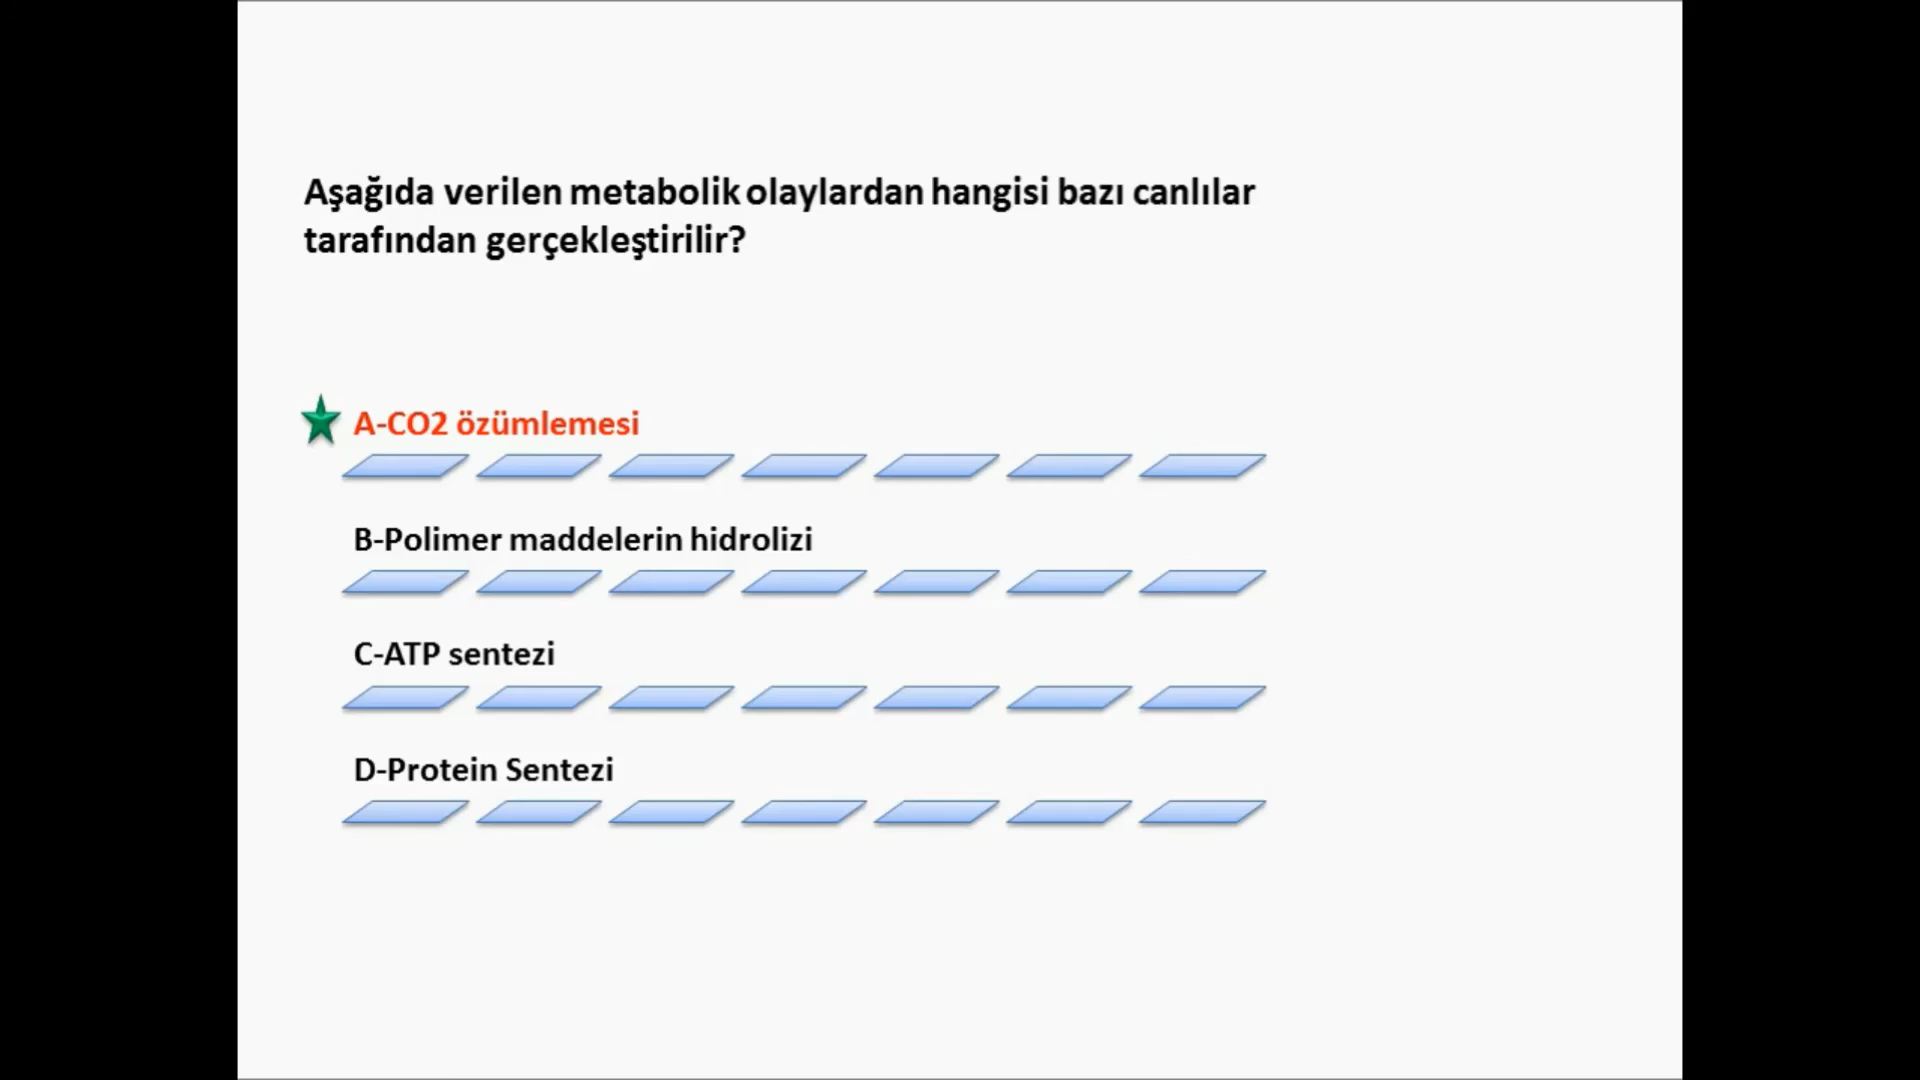 Aşağıda verilen metabolik olaylardan hangisi bazı canlılar
tarafından gerçekleştirilir?
A-CO2 özümlemesi
B-Polimer maddelerin hidrolizi
C-ATP sentezi
D-Protein Sentezi